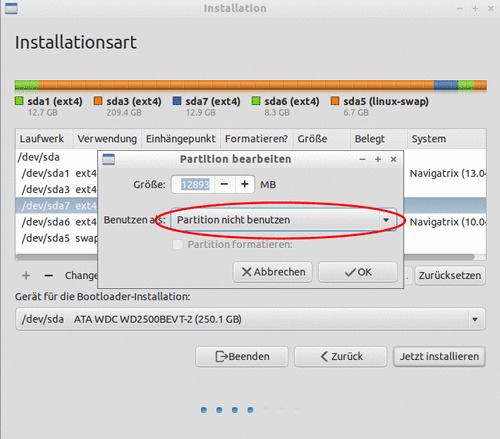 Installation
Installationsart
sda1 (ext4) sda3 (ext4) sda7 (ext4) sda6 (ext4) sda5 (linux-swap)
12.7 GB 209.4 GB 12.9 GB 8.3 GB 6.7 GB
Laufwerk Verwendung Einhängepunkt Formatieren? Größe Belegt System
/dev/sda
/dev/sda1 ext4 Navigatrix (13.04
/dev/sda3 ext4
/dev/sda7 ext4
/dev/sda6 ext4 Navigatrix (10.04
/dev/sda5 swap
Partition bearbeiten
Größe: 12893 MB
Benutzen als: Partition nicht benutzen
Partition formatieren:
Abbrechen OK
+ − Change Zurücksetzen
Gerät für die Bootloader-Installation:
/dev/sda ATA WDC WD2500BEVT-2 (250.1 GB)
Beenden Zurück Jetzt installieren